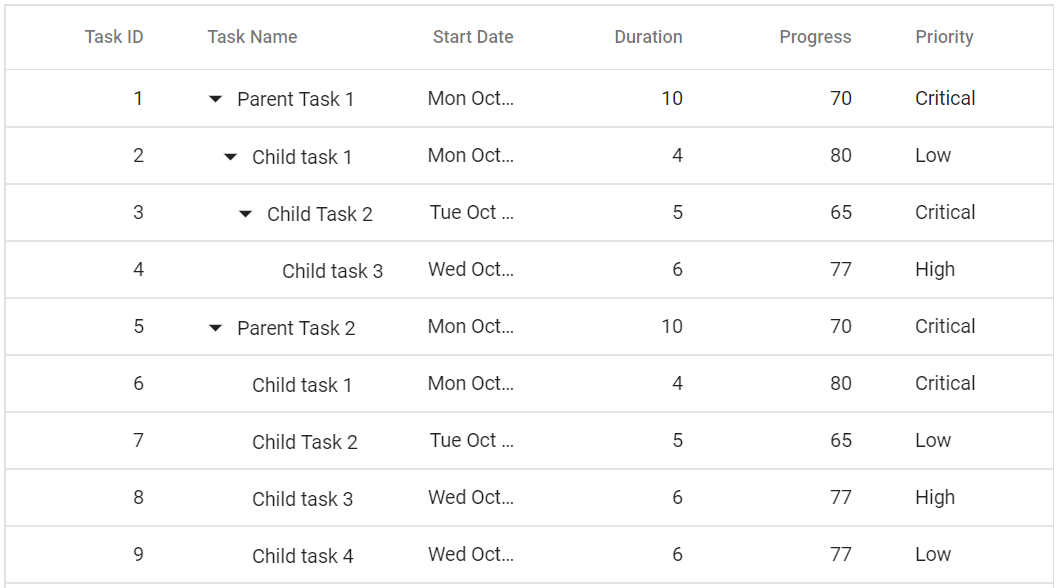 Task ID Task Name Start Date Duration Progress Priority
1 Parent Task 1 Mon Oct... 10 70 Critical
2 Child task 1 Mon Oct... 4 80 Low
3 Child Task 2 Tue Oct ... 5 65 Critical
4 Child task 3 Wed Oct... 6 77 High
5 Parent Task 2 Mon Oct... 10 70 Critical
6 Child task 1 Mon Oct... 4 80 Critical
7 Child Task 2 Tue Oct ... 5 65 Low
8 Child task 3 Wed Oct... 6 77 High
9 Child task 4 Wed Oct... 6 77 Low